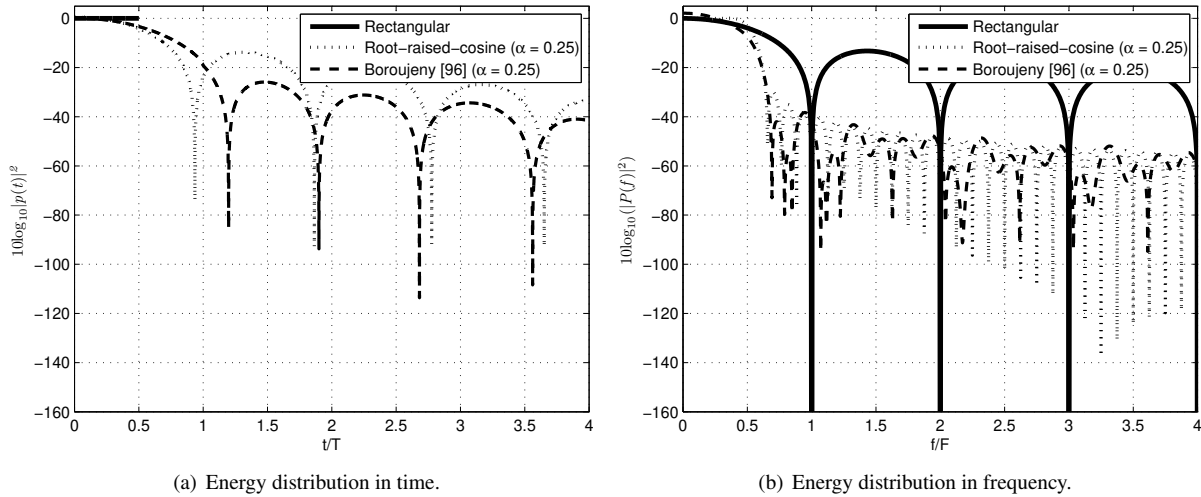 0
−20
−40
−60
−80
−100
−120
−140
−160
10log₁₀|p(t)|²
0 0.5 1 1.5 2 2.5 3 3.5 4
t/T
Rectangular
Root−raised−cosine (α = 0.25)
Boroujeny [96] (α = 0.25)
(a) Energy distribution in time.
0
−20
−40
−60
−80
−100
−120
−140
−160
10log₁₀(|P(f)|²)
0 0.5 1 1.5 2 2.5 3 3.5 4
f/F
Rectangular
Root−raised−cosine (α = 0.25)
Boroujeny [96] (α = 0.25)
(b) Energy distribution in frequency.